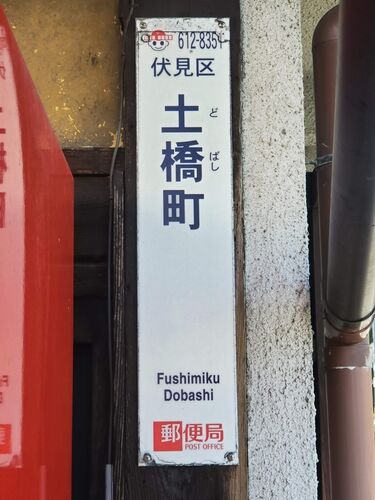 612-8351
伏見区
土橋町
どばし
Fushimiku
Dobashi
郵便局
POST OFFICE